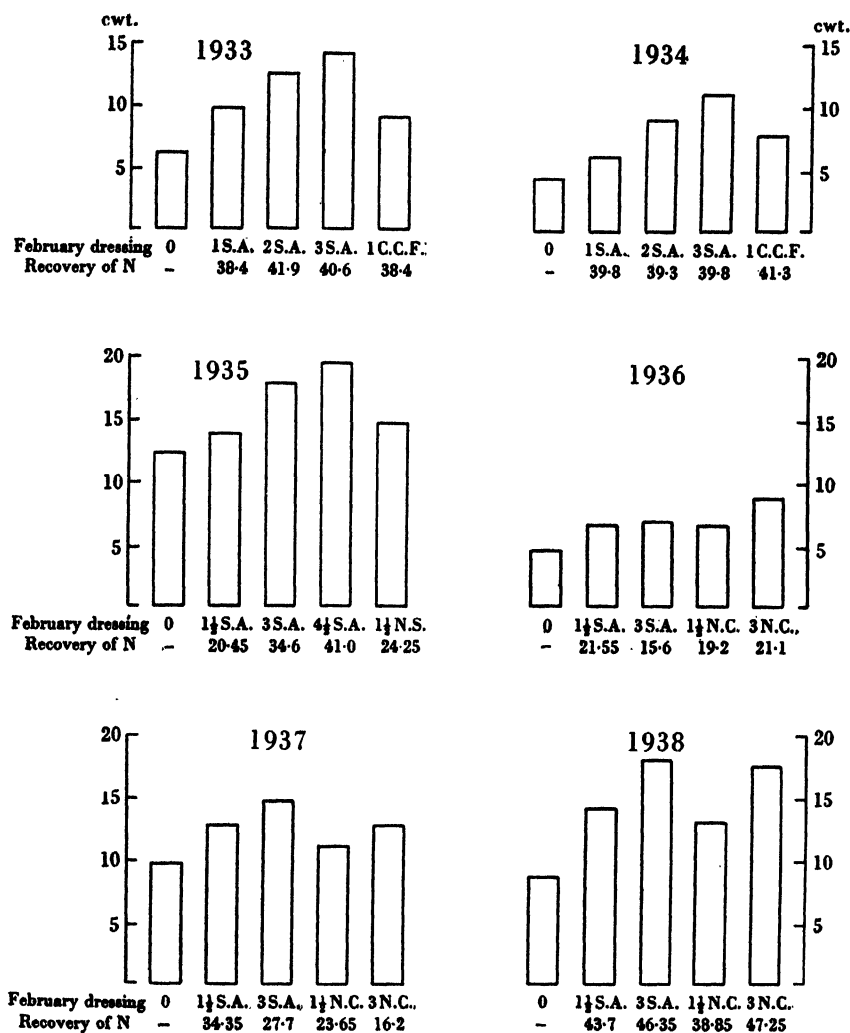 cwt.
15
10
5
1933
February dressing 0 1 S.A. 2 S.A. 3 S.A. 1 C.C.F.
Recovery of N – 38·4 41·9 40·6 38·4
cwt.
15
10
5
1934
0 1 S.A. 2 S.A. 3 S.A. 1 C.C.F.
– 39·8 39·3 39·8 41·3
20
15
10
5
1935
February dressing 0 1½ S.A. 3 S.A. 4½ S.A. 1½ N.S.
Recovery of N – 20·45 34·6 41·0 24·25
20
15
10
5
1936
0 1½ S.A. 3 S.A. 1½ N.C. 3 N.C.
– 21·55 15·6 19·2 21·1
20
15
10
5
1937
February dressing 0 1½ S.A. 3 S.A. 1½ N.C. 3 N.C.
Recovery of N – 34·35 27·7 23·65 16·2
20
15
10
5
1938
0 1½ S.A. 3 S.A. 1½ N.C. 3 N.C.
– 43·7 46·35 38·85 47·25